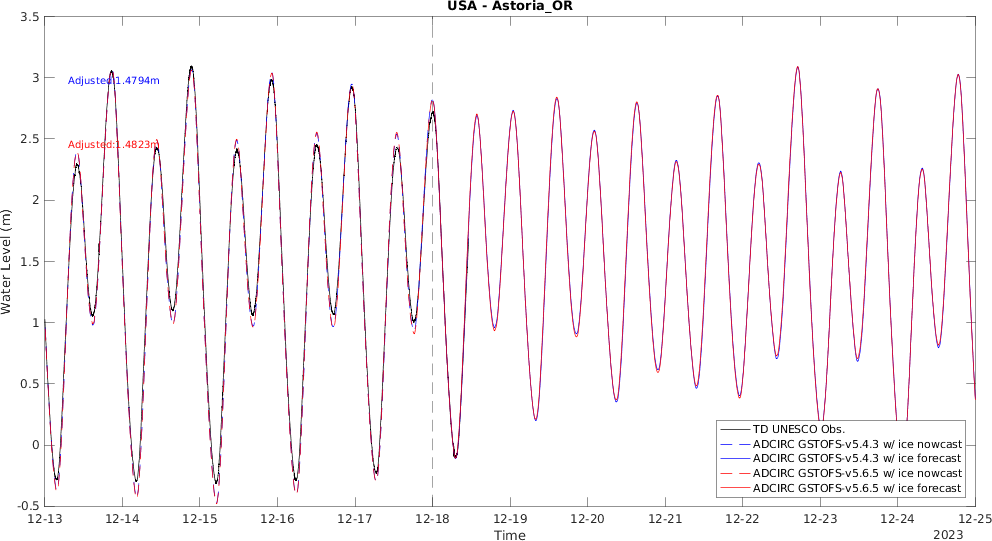 USA - Astoria_OR
3.5
3
2.5
2
1.5
1
0.5
0
-0.5
Water Level (m)
Adjusted:1.4794m
Adjusted:1.4823m
TD UNESCO Obs.
ADCIRC GSTOFS-v5.4.3 w/ ice nowcast
ADCIRC GSTOFS-v5.4.3 w/ ice forecast
ADCIRC GSTOFS-v5.6.5 w/ ice nowcast
ADCIRC GSTOFS-v5.6.5 w/ ice forecast
12-13 12-14 12-15 12-16 12-17 12-18 12-19 12-20 12-21 12-22 12-23 12-24 12-25
Time
2023